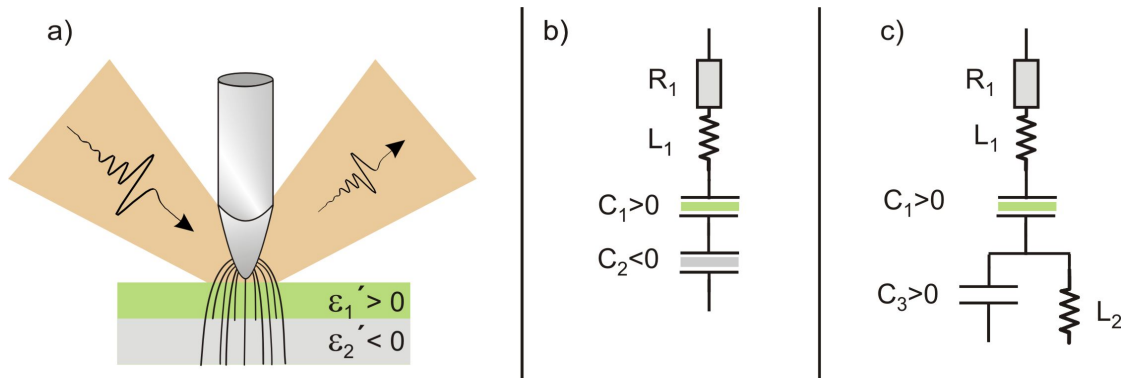 a)
ε₁´> 0
ε₂´< 0
b)
R₁
L₁
C₁>0
C₂<0
c)
R₁
L₁
C₁>0
C₃>0
L₂